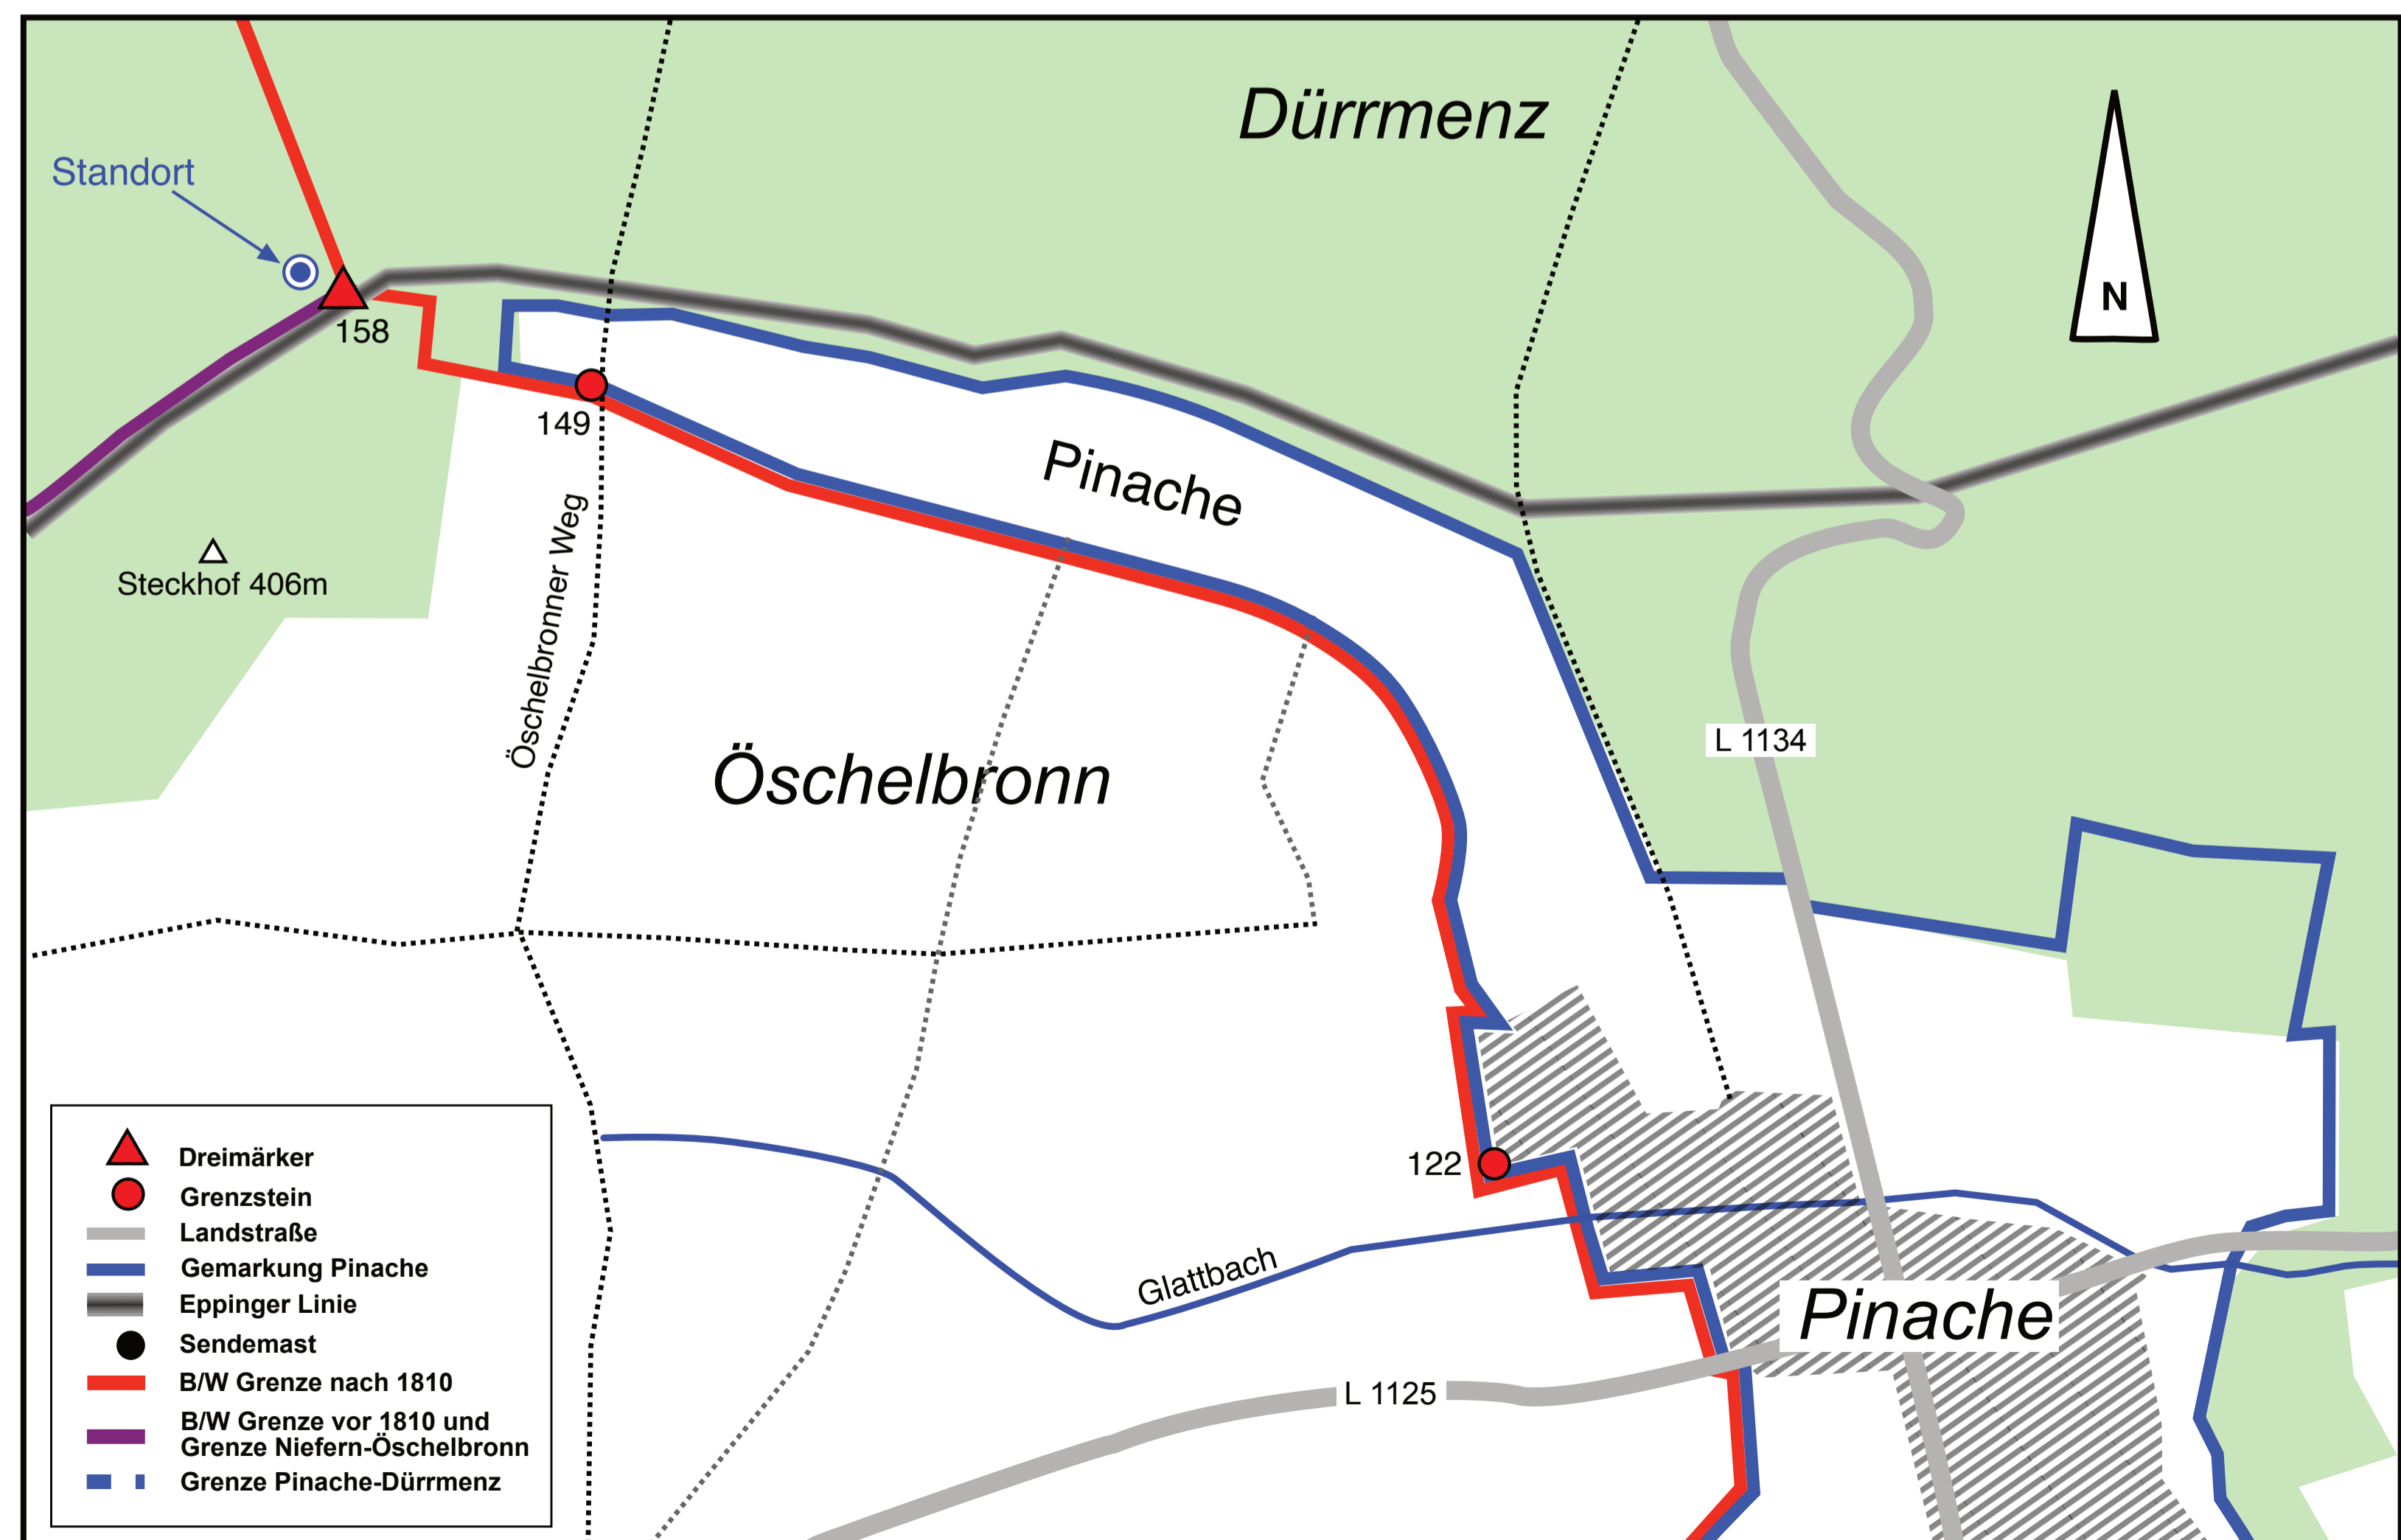 Dürrmenz
Standort
N
158
149
Pinache
Öschelbronner Weg
Steckhof 406m
L 1134
Öschelbronn
122
Glattbach
Pinache
L 1125
Dreimärker
Grenzstein
Landstraße
Gemarkung Pinache
Eppinger Linie
Sendemast
B/W Grenze nach 1810
B/W Grenze vor 1810 und
Grenze Niefern-Öschelbronn
Grenze Pinache-Dürrmenz